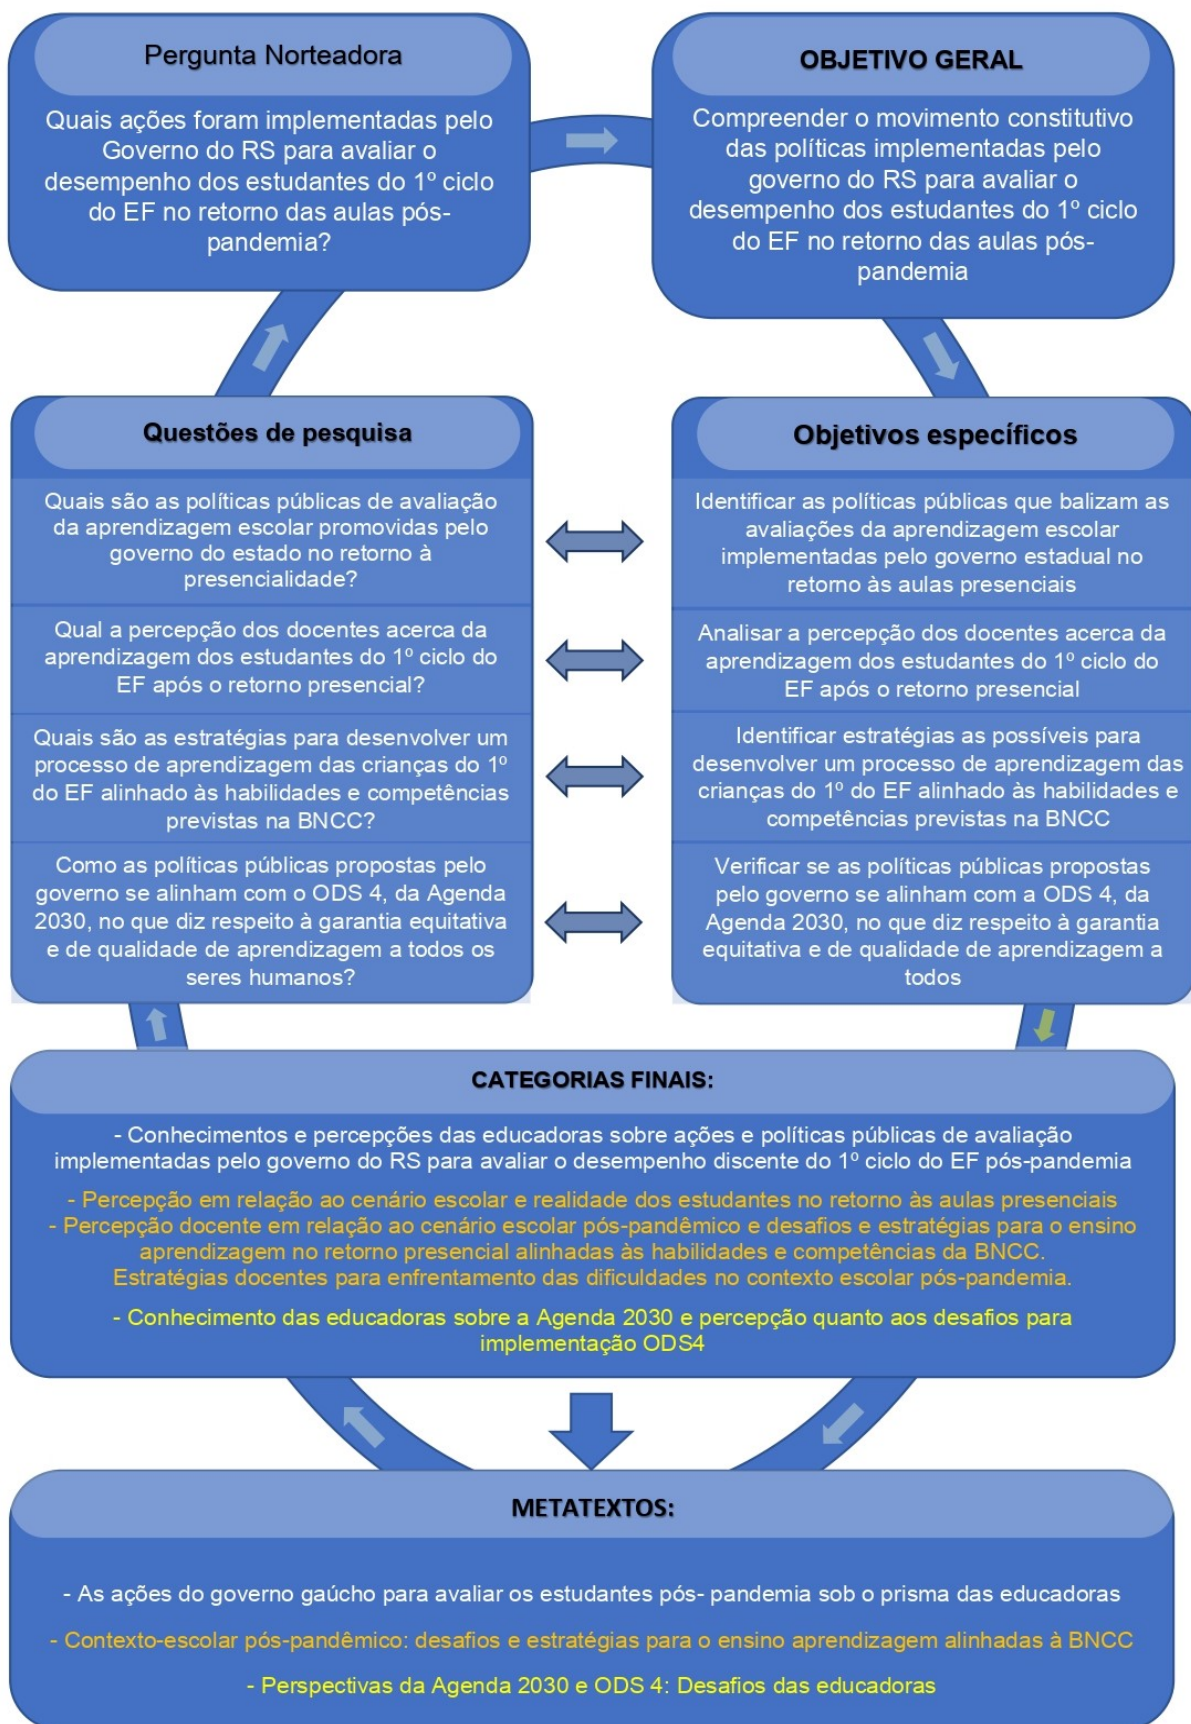 Pergunta Norteadora
Quais ações foram implementadas pelo
Governo do RS para avaliar o
desempenho dos estudantes do 1º ciclo
do EF no retorno das aulas pós-
pandemia?
OBJETIVO GERAL
Compreender o movimento constitutivo
das políticas implementadas pelo
governo do RS para avaliar o
desempenho dos estudantes do 1º ciclo
do EF no retorno das aulas pós-
pandemia
Questões de pesquisa
Quais são as políticas públicas de avaliação
da aprendizagem escolar promovidas pelo
governo do estado no retorno à
presencialidade?
Qual a percepção dos docentes acerca da
aprendizagem dos estudantes do 1º ciclo do
EF após o retorno presencial?
Quais são as estratégias para desenvolver um
processo de aprendizagem das crianças do 1º
do EF alinhado às habilidades e competências
previstas na BNCC?
Como as políticas públicas propostas pelo
governo se alinham com o ODS 4, da Agenda
2030, no que diz respeito à garantia equitativa
e de qualidade de aprendizagem a todos os
seres humanos?
Objetivos específicos
Identificar as políticas públicas que balizam as
avaliações da aprendizagem escolar
implementadas pelo governo estadual no
retorno às aulas presenciais
Analisar a percepção dos docentes acerca da
aprendizagem dos estudantes do 1º ciclo do
EF após o retorno presencial
Identificar estratégias as possíveis para
desenvolver um processo de aprendizagem das
crianças do 1º do EF alinhado às habilidades e
competências previstas na BNCC
Verificar se as políticas públicas propostas
pelo governo se alinham com a ODS 4, da
Agenda 2030, no que diz respeito à garantia
equitativa e de qualidade de aprendizagem a
todos
CATEGORIAS FINAIS:
- Conhecimentos e percepções das educadoras sobre ações e políticas públicas de avaliação
implementadas pelo governo do RS para avaliar o desempenho discente do 1º ciclo do EF pós-pandemia
- Percepção em relação ao cenário escolar e realidade dos estudantes no retorno às aulas presenciais
- Percepção docente em relação ao cenário escolar pós-pandêmico e desafios e estratégias para o ensino
aprendizagem no retorno presencial alinhadas às habilidades e competências da BNCC.
Estratégias docentes para enfrentamento das dificuldades no contexto escolar pós-pandemia.
- Conhecimento das educadoras sobre a Agenda 2030 e percepção quanto aos desafios para
implementação ODS4
METATEXTOS:
- As ações do governo gaúcho para avaliar os estudantes pós- pandemia sob o prisma das educadoras
- Contexto-escolar pós-pandêmico: desafios e estratégias para o ensino aprendizagem alinhadas à BNCC
- Perspectivas da Agenda 2030 e ODS 4: Desafios das educadoras